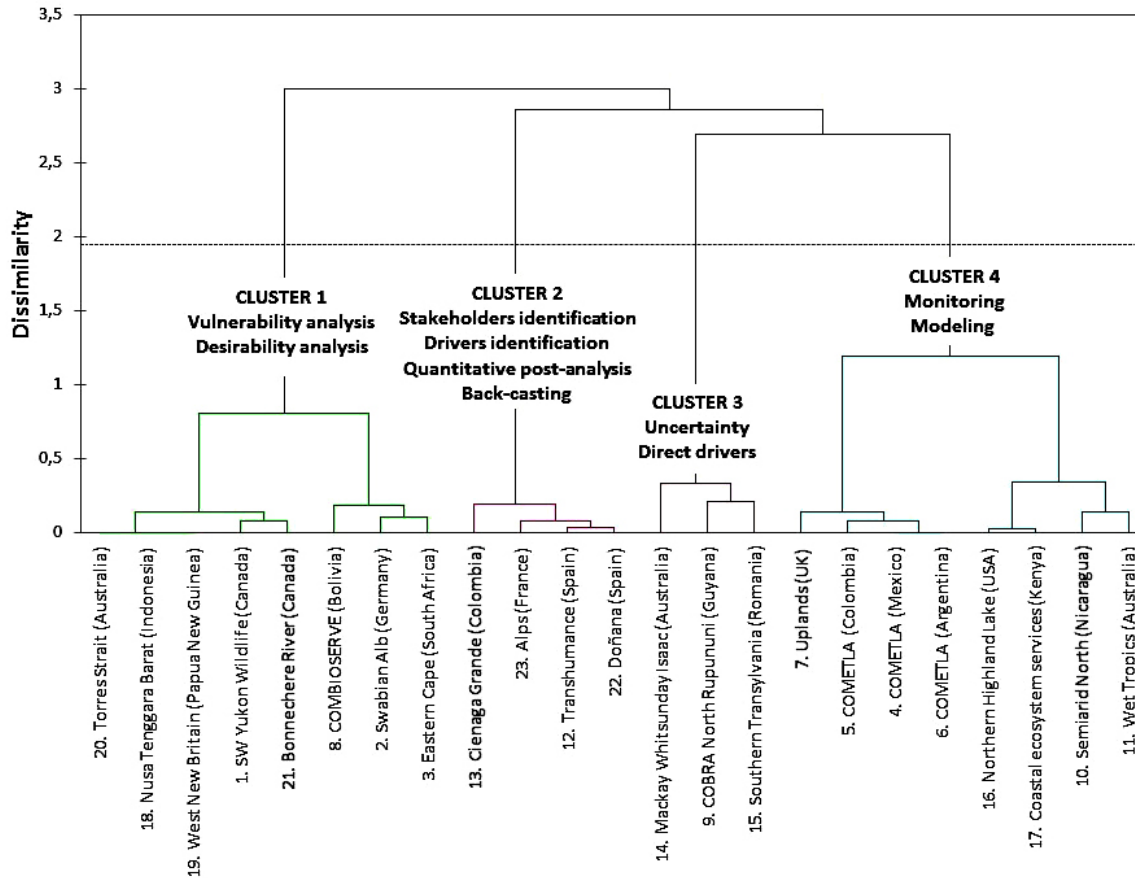 3,5
3
2,5
2
1,5
1
0,5
0
Dissimilarity
CLUSTER 1
Vulnerability analysis
Desirability analysis
CLUSTER 2
Stakeholders identification
Drivers identification
Quantitative post-analysis
Back-casting
CLUSTER 3
Uncertainty
Direct drivers
CLUSTER 4
Monitoring
Modeling
20. Torres Strait (Australia)
18. Nusa Tenggara Barat (Indonesia)
19. West New Britain (Papua New Guinea)
1. SW Yukon Wildlife (Canada)
21. Bonnechere River (Canada)
8. COMBIOSERVE (Bolivia)
2. Swabian Alb (Germany)
3. Eastern Cape (South Africa)
13. Cienaga Grande (Colombia)
23. Alps (France)
12. Transhumance (Spain)
22. Doñana (Spain)
14. Mackay Whitsunday Isaac (Australia)
9. COBRA North Rupununi (Guyana)
15. Southern Transylvania (Romania)
7. Uplands (UK)
5. COMETLA (Colombia)
4. COMETLA (Mexico)
6. COMETLA (Argentina)
16. Northern Highland Lake (USA)
17. Coastal ecosystem services (Kenya)
10. Semiarid North (Nicaragua)
11. Wet Tropics (Australia)